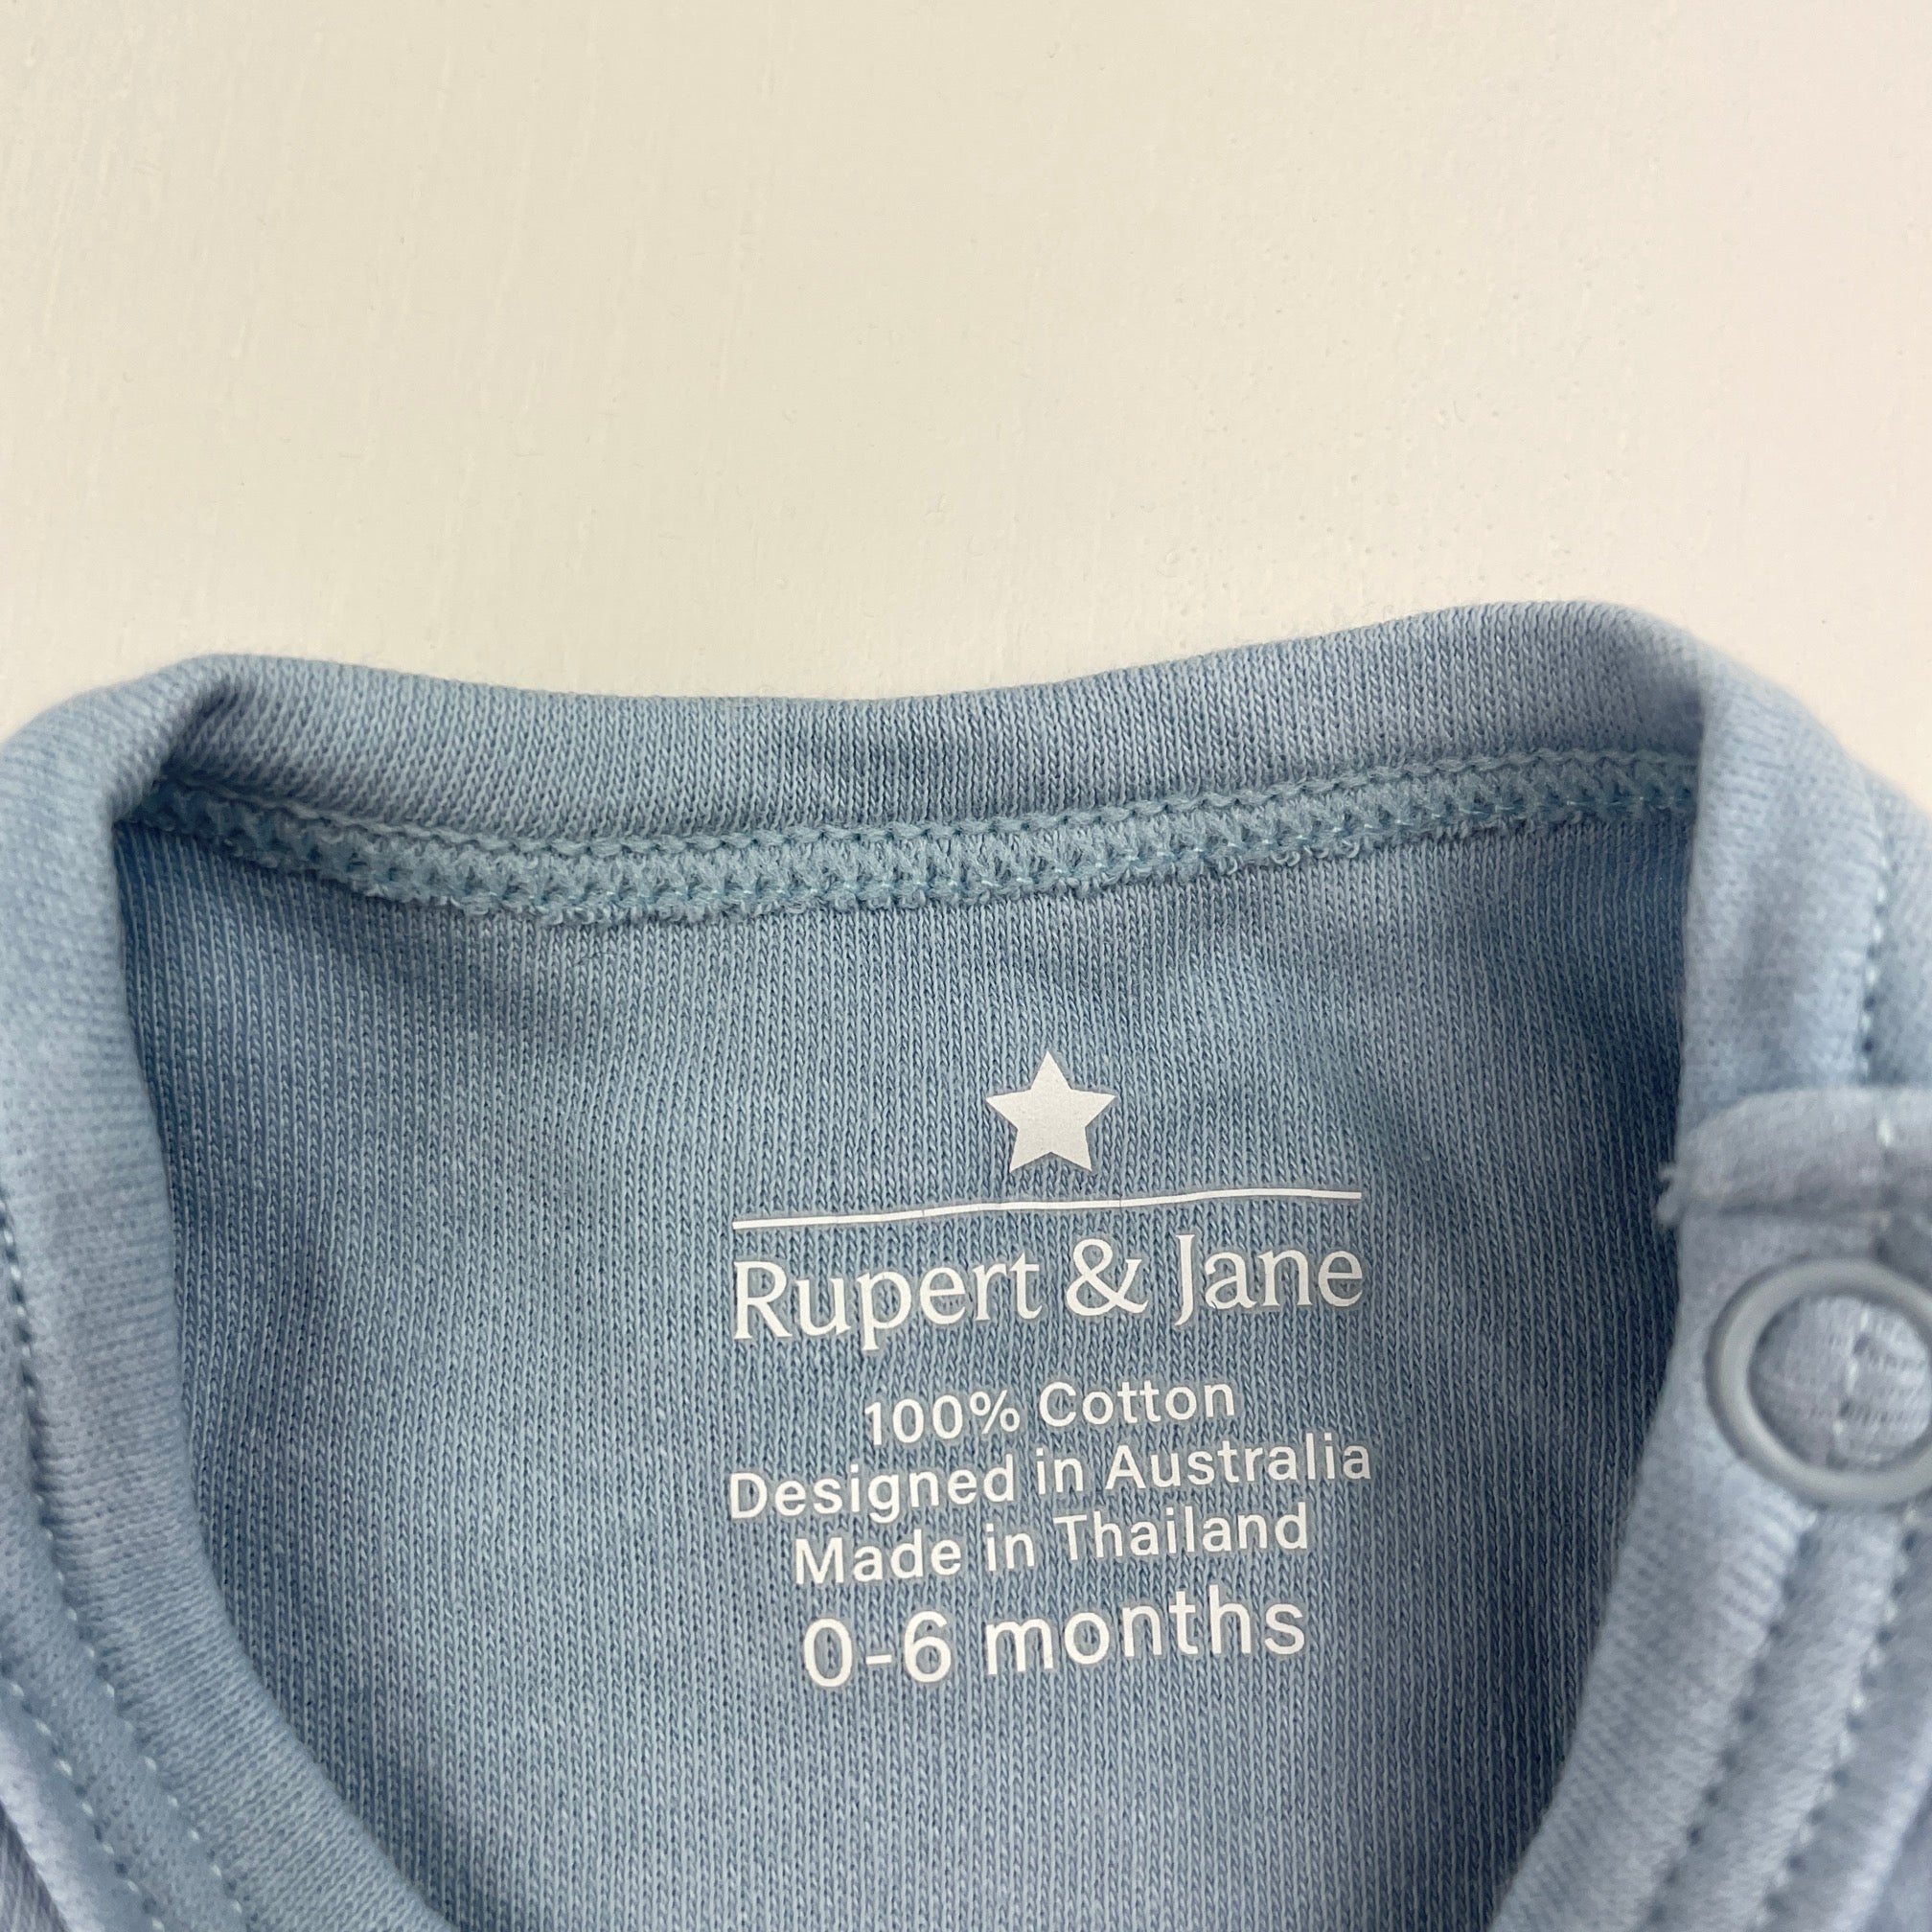 Rupert & Jane
100% Cotton
Designed in Australia
Made in Thailand
0-6 months